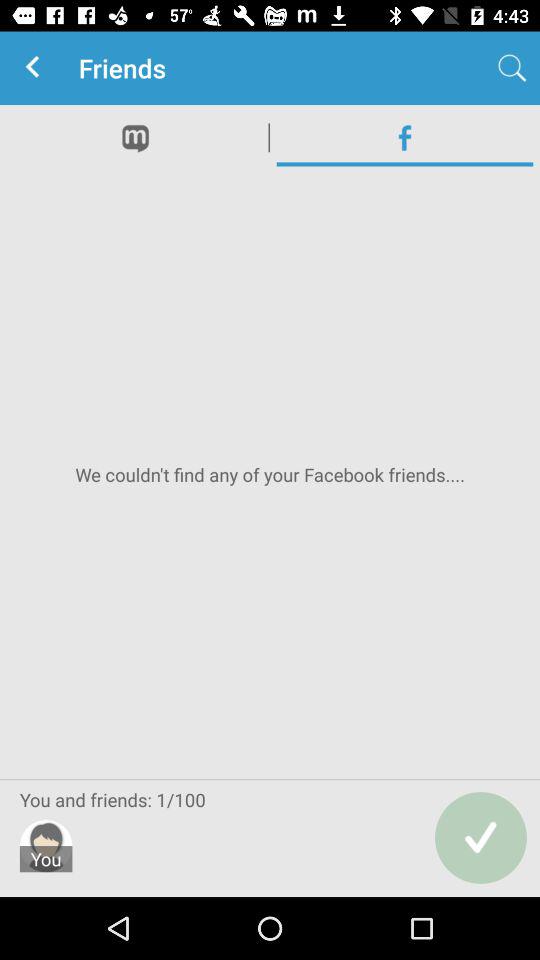 57° m 4:43
Friends
m f
We couldn't find any of your Facebook friends....
You and friends: 1/100
You